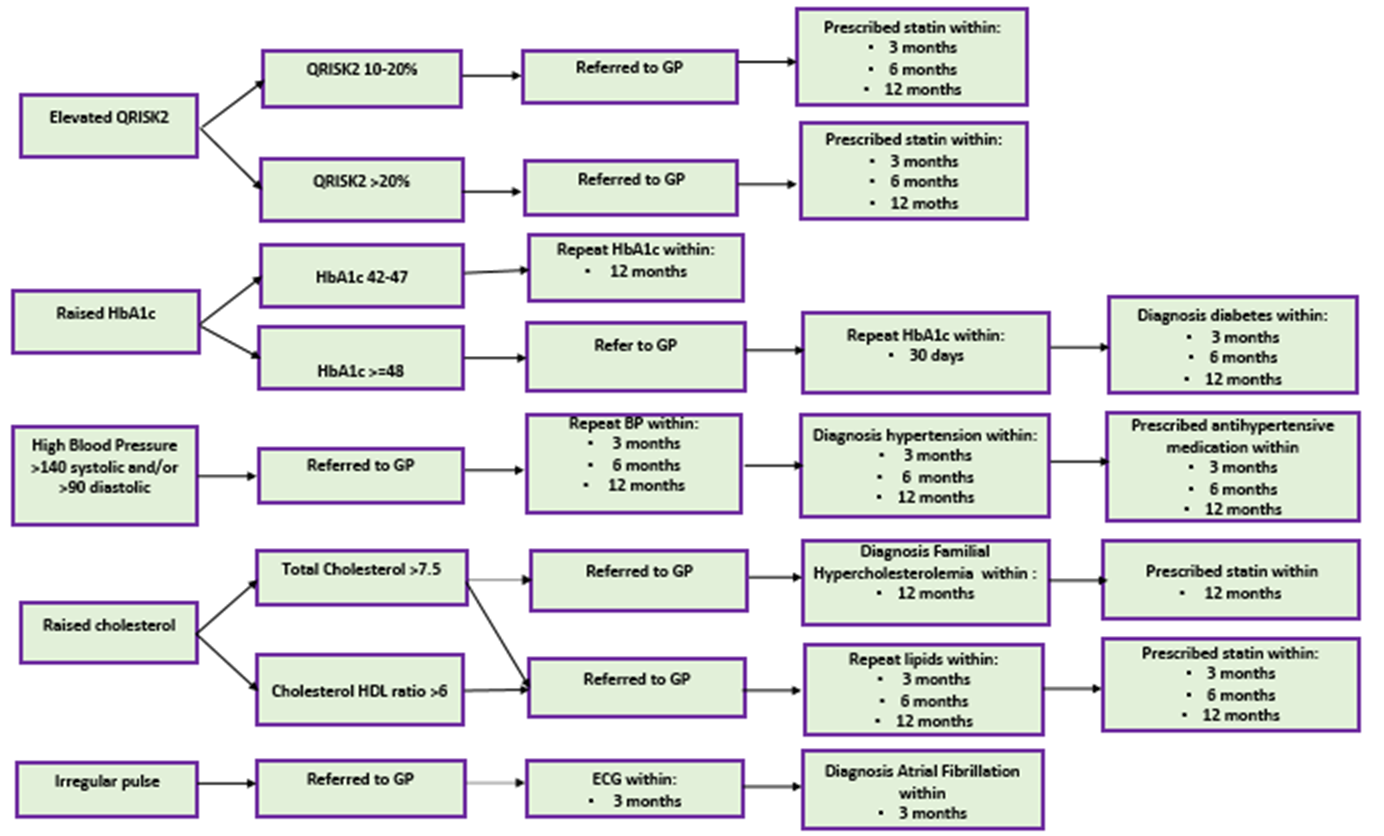 Elevated QRISK2
QRISK2 10-20%
Referred to GP
Prescribed statin within:
▪ 3 months
▪ 6 months
▪ 12 months
QRISK2 >20%
Referred to GP
Prescribed statin within:
▪ 3 months
▪ 6 months
▪ 12 moths
Raised HbA1c
HbA1c 42-47
Repeat HbA1c within:
▪ 12 months
HbA1c >=48
Refer to GP
Repeat HbA1c within:
▪ 30 days
Diagnosis diabetes within:
▪ 3 months
▪ 6 months
▪ 12 months
High Blood Pressure
>140 systolic and/or
>90 diastolic
Referred to GP
Repeat BP within:
▪ 3 months
▪ 6 months
▪ 12 months
Diagnosis hypertension within:
▪ 3 months
▪ 6 months
▪ 12 months
Prescribed antihypertensive
medication within
▪ 3 months
▪ 6 months
▪ 12 months
Raised cholesterol
Total Cholesterol >7.5
Referred to GP
Diagnosis Familial
Hypercholesterolemia within :
▪ 12 months
Prescribed statin within
▪ 12 months
Cholesterol HDL ratio >6
Referred to GP
Repeat lipids within:
▪ 3 months
▪ 6 months
▪ 12 months
Prescribed statin within:
▪ 3 months
▪ 6 months
▪ 12 months
Irregular pulse
Referred to GP
ECG within:
▪ 3 months
Diagnosis Atrial Fibrillation
within
▪ 3 months